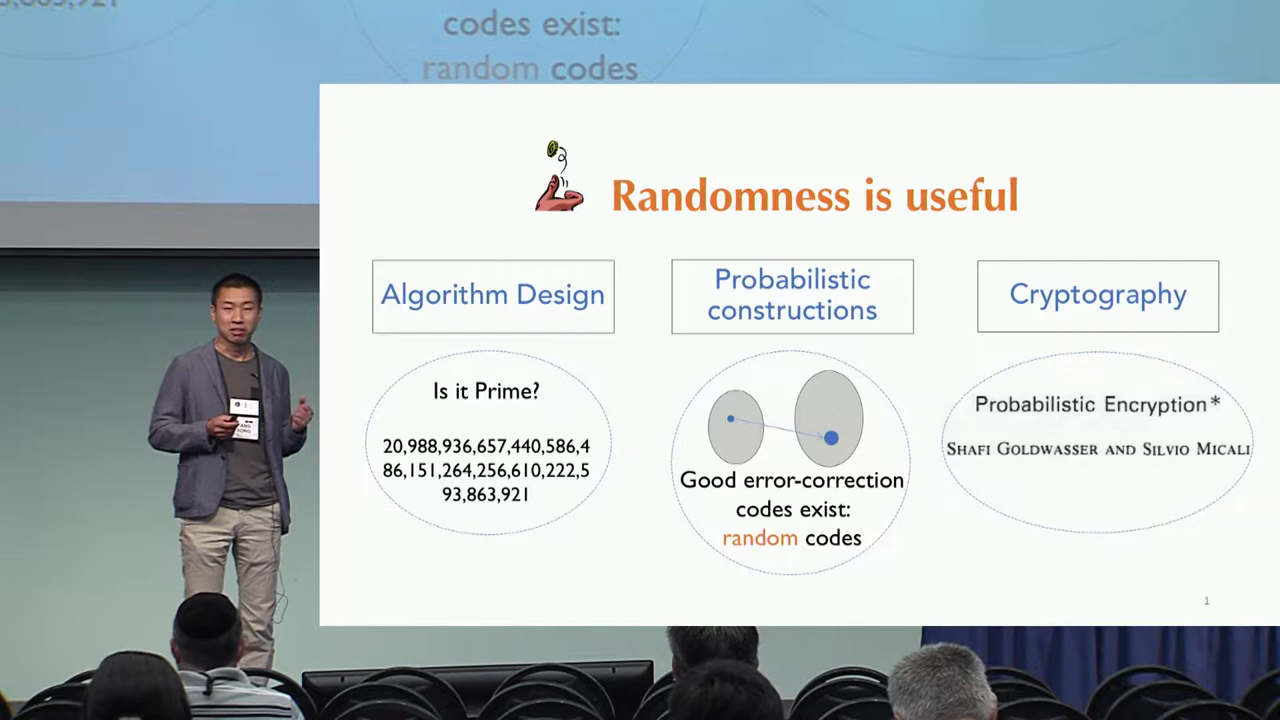 codes exist:
random codes
Randomness is useful
Algorithm Design
Probabilistic
constructions
Cryptography
Is it Prime?
20,988,936,657,440,586,4
86,151,264,256,610,222,5
93,863,921
Good error-correction
codes exist:
random codes
Probabilistic Encryption*
SHAFI GOLDWASSER AND SILVIO MICALI
1